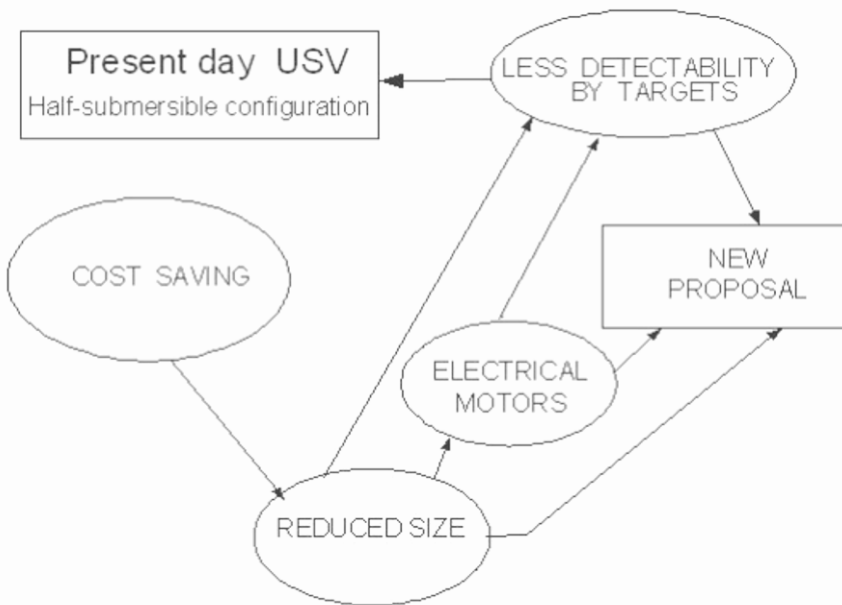 Present day USV
Half-submersible configuration
LESS DETECTABILITY
BY TARGETS
COST SAVING
NEW
PROPOSAL
ELECTRICAL
MOTORS
REDUCED SIZE